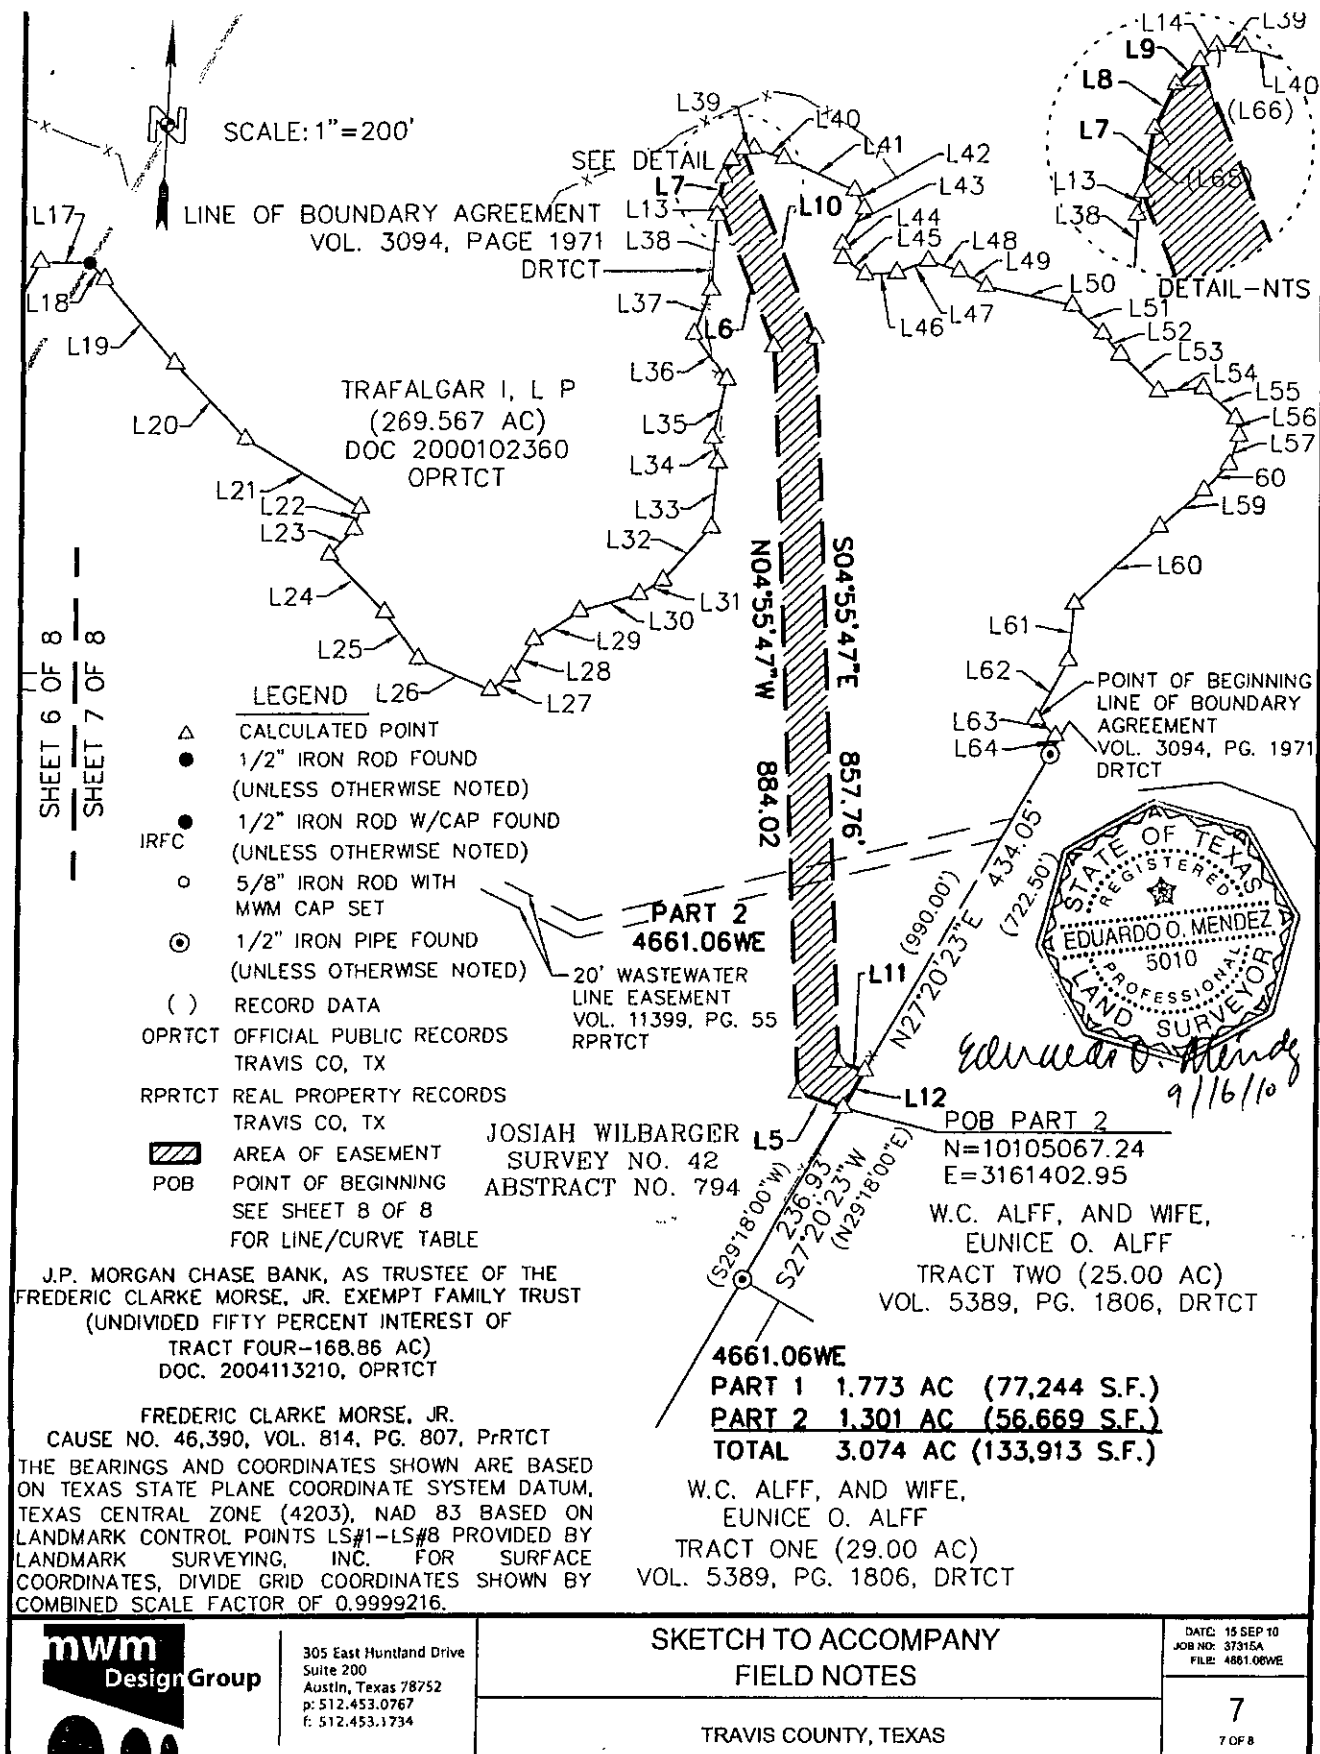 L14
L39
L9
L8
L40
(L66)
L7
(L65)
L13
L38
DETAIL-NTS
SCALE: 1"=200'
N
L39
L40
L41
L42
L43
SEE DETAIL
L7
L13
L38
L10
L44
L45
L46
L47
L48
L49
L50
L51
L52
L53
L54
L55
L56
L57
60
L59
L60
L61
L62
L63
L64
LINE OF BOUNDARY AGREEMENT
VOL. 3094, PAGE 1971
DRTCT
L17
L18
L19
L20
L21
L22
L23
L24
L25
L26
L27
L28
L29
L30
L31
L32
L33
L34
L35
L36
L37
L6
TRAFALGAR I, L P
(269.567 AC)
DOC 2000102360
OPRTCT
N04°55'47"W 884.02
S04°55'47"E 857.76'
SHEET 6 OF 8
SHEET 7 OF 8
POINT OF BEGINNING
LINE OF BOUNDARY
AGREEMENT
VOL. 3094, PG. 1971
DRTCT
LEGEND
CALCULATED POINT
1/2" IRON ROD FOUND
(UNLESS OTHERWISE NOTED)
1/2" IRON ROD W/CAP FOUND
IRFC (UNLESS OTHERWISE NOTED)
5/8" IRON ROD WITH
MWM CAP SET
1/2" IRON PIPE FOUND
(UNLESS OTHERWISE NOTED)
( ) RECORD DATA
OPRTCT OFFICIAL PUBLIC RECORDS
TRAVIS CO, TX
RPRTCT REAL PROPERTY RECORDS
TRAVIS CO, TX
AREA OF EASEMENT
POB POINT OF BEGINNING
SEE SHEET 8 OF 8
FOR LINE/CURVE TABLE
PART 2
4661.06WE
20' WASTEWATER
LINE EASEMENT
VOL. 11399, PG. 55
RPRTCT
L11
L12
L5
(990.00')
N27°20'23"E 434.05'
(722.50')
STATE OF TEXAS
REGISTERED
EDUARDO O. MENDEZ
5010
PROFESSIONAL
LAND SURVEYOR
Eduardo O. Mendez
9/16/10
POB PART 2
N=10105067.24
E=3161402.95
JOSIAH WILBARGER
SURVEY NO. 42
ABSTRACT NO. 794
(S29°18'00"W)
236.93
S27°20'23"W
(N29°18'00"E)
W.C. ALFF, AND WIFE,
EUNICE O. ALFF
TRACT TWO (25.00 AC)
VOL. 5389, PG. 1806, DRTCT
J.P. MORGAN CHASE BANK, AS TRUSTEE OF THE
FREDERIC CLARKE MORSE, JR. EXEMPT FAMILY TRUST
(UNDIVIDED FIFTY PERCENT INTEREST OF
TRACT FOUR-168.86 AC)
DOC. 2004113210, OPRTCT
4661.06WE
PART 1 1.773 AC (77,244 S.F.)
PART 2 1.301 AC (56,669 S.F.)
TOTAL 3.074 AC (133,913 S.F.)
FREDERIC CLARKE MORSE, JR.
CAUSE NO. 46,390, VOL. 814, PG. 807, PrRTCT
THE BEARINGS AND COORDINATES SHOWN ARE BASED
ON TEXAS STATE PLANE COORDINATE SYSTEM DATUM,
TEXAS CENTRAL ZONE (4203), NAD 83 BASED ON
LANDMARK CONTROL POINTS LS#1-LS#8 PROVIDED BY
LANDMARK SURVEYING, INC. FOR SURFACE
COORDINATES, DIVIDE GRID COORDINATES SHOWN BY
COMBINED SCALE FACTOR OF 0.9999216.
W.C. ALFF, AND WIFE,
EUNICE O. ALFF
TRACT ONE (29.00 AC)
VOL. 5389, PG. 1806, DRTCT
mwm
DesignGroup
305 East Huntland Drive
Suite 200
Austin, Texas 78752
p: 512.453.0767
f: 512.453.1734
SKETCH TO ACCOMPANY
FIELD NOTES
TRAVIS COUNTY, TEXAS
DATE: 15 SEP 10
JOB NO: 37315A
FILE: 4661.06WE
7
7 OF 8